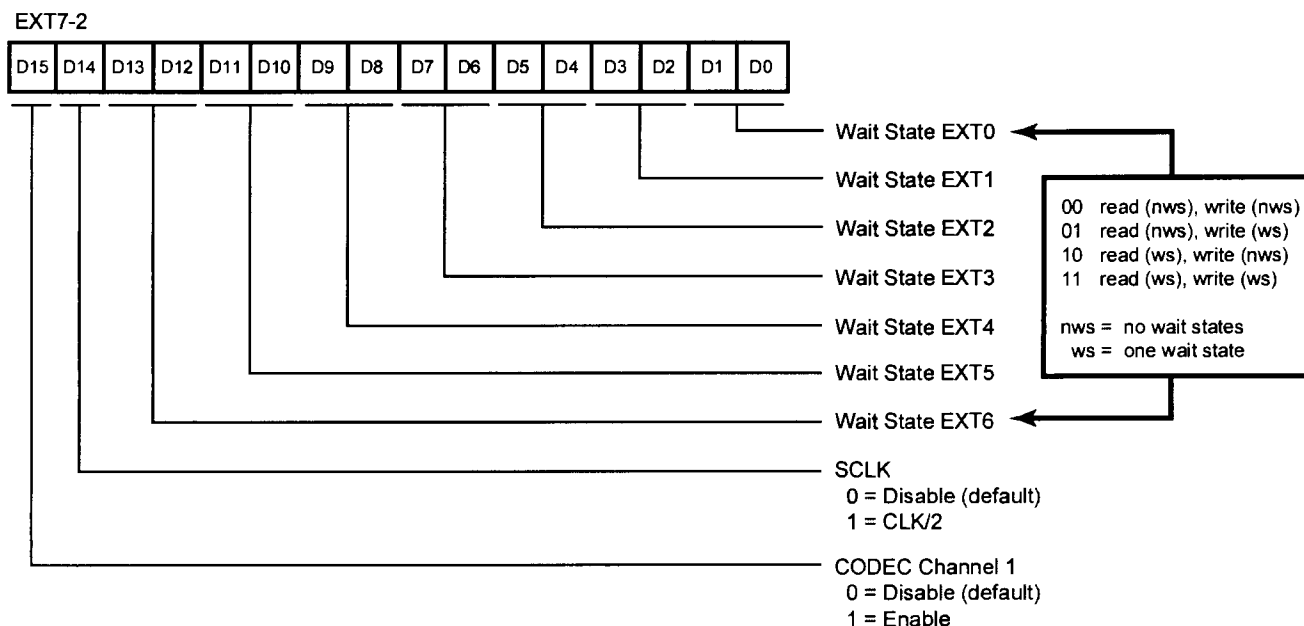 EXT7-2
D15 D14 D13 D12 D11 D10 D9 D8 D7 D6 D5 D4 D3 D2 D1 D0
Wait State EXT0
Wait State EXT1
Wait State EXT2
Wait State EXT3
Wait State EXT4
Wait State EXT5
Wait State EXT6
SCLK
0 = Disable (default)
1 = CLK/2
CODEC Channel 1
0 = Disable (default)
1 = Enable
00 read (nws), write (nws)
01 read (nws), write (ws)
10 read (ws), write (nws)
11 read (ws), write (ws)
nws = no wait states
ws = one wait state